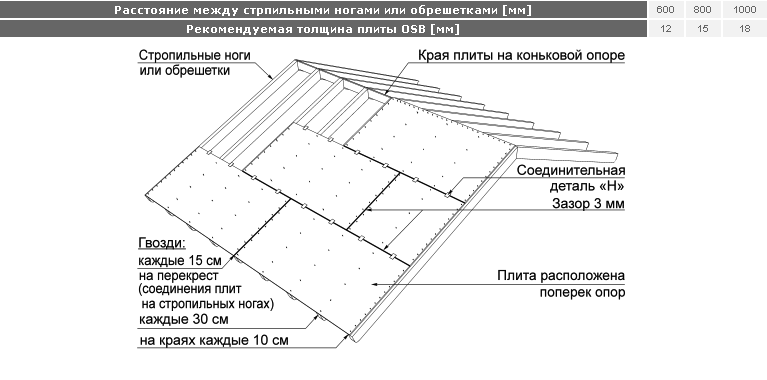 Расстояние между стрпильными ногами или обрешетками [мм] 600 800 1000
Рекомендуемая толщина плиты OSB [мм] 12 15 18
Стропильные ноги
или обрешетки
Края плиты на коньковой опоре
Соединительная
деталь «Н»
Зазор 3 мм
Гвозди:
каждые 15 см
на перекрест
(соединения плит
на стропильных ногах)
каждые 30 см
на краях каждые 10 см
Плита расположена
поперек опор